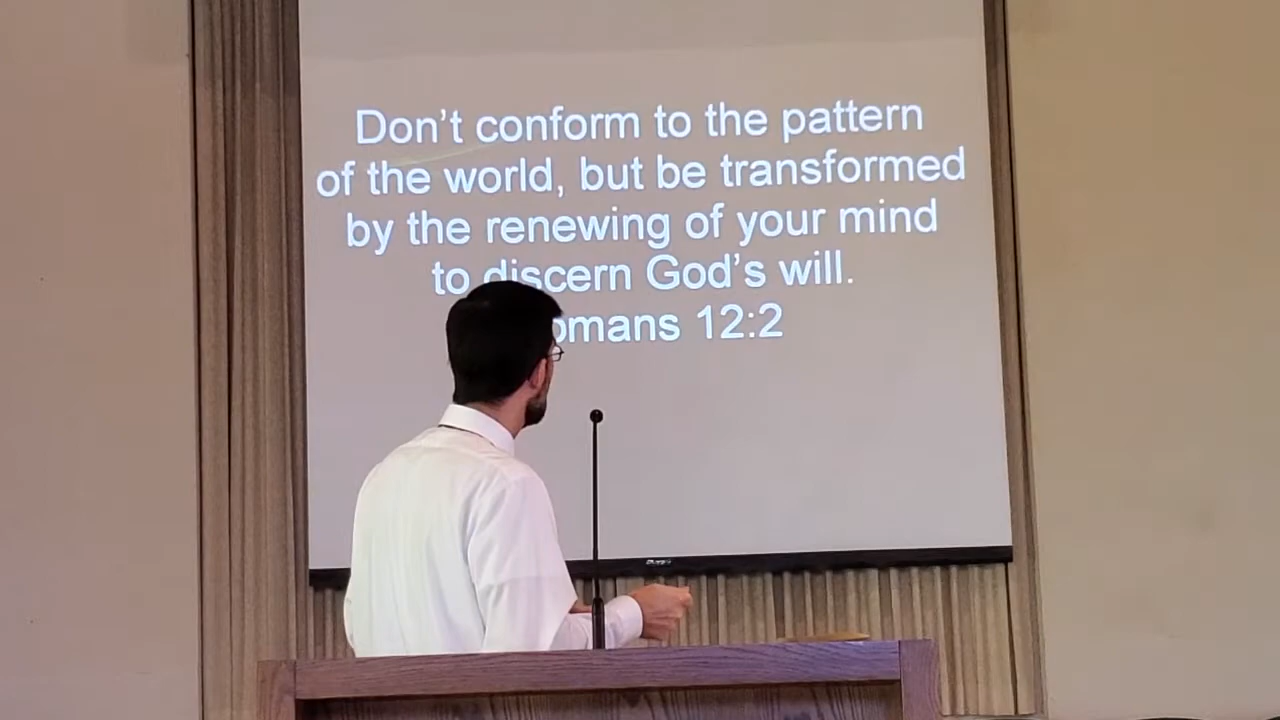 Don't conform to the pattern
of the world, but be transformed
by the renewing of your mind
to discern God's will.
omans 12:2